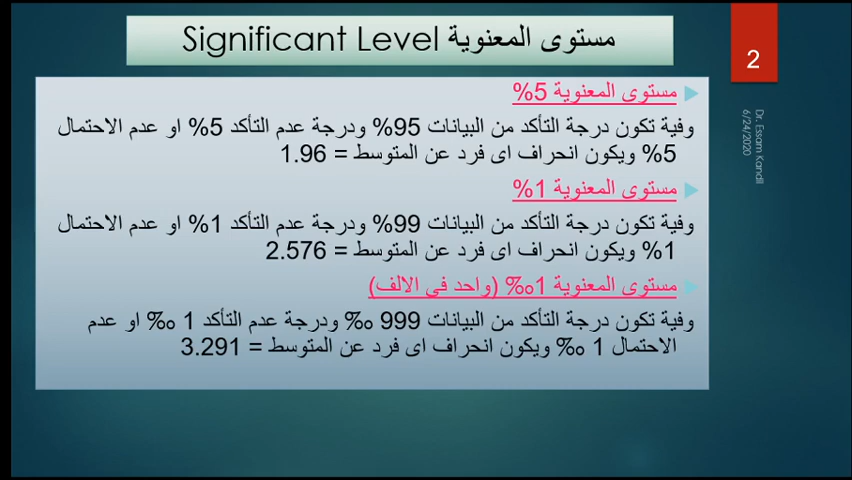 مستوى المعنوية Significant Level
2
Dr. Essam Kandil
6/24/2020
مستوى المعنوية 5%
وفية تكون درجة التأكد من البيانات 95% ودرجة عدم التأكد 5% او عدم الاحتمال
5% ويكون انحراف اى فرد عن المتوسط = 1.96
مستوى المعنوية 1%
وفية تكون درجة التأكد من البيانات 99% ودرجة عدم التأكد 1% او عدم الاحتمال
1% ويكون انحراف اى فرد عن المتوسط = 2.576
مستوى المعنوية 1‰ (واحد فى الالف)
وفية تكون درجة التأكد من البيانات 999 ‰ ودرجة عدم التأكد 1 ‰ او عدم
الاحتمال 1 ‰ ويكون انحراف اى فرد عن المتوسط = 3.291